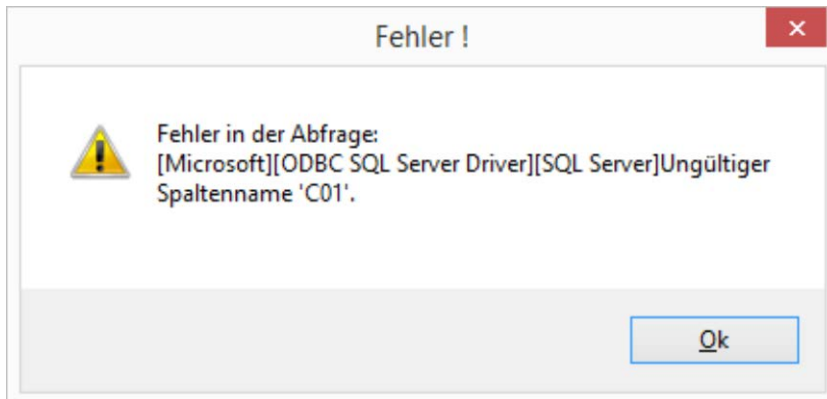 Fehler !
Fehler in der Abfrage:
[Microsoft][ODBC SQL Server Driver][SQL Server]Ungültiger
Spaltenname 'C01'.
Ok